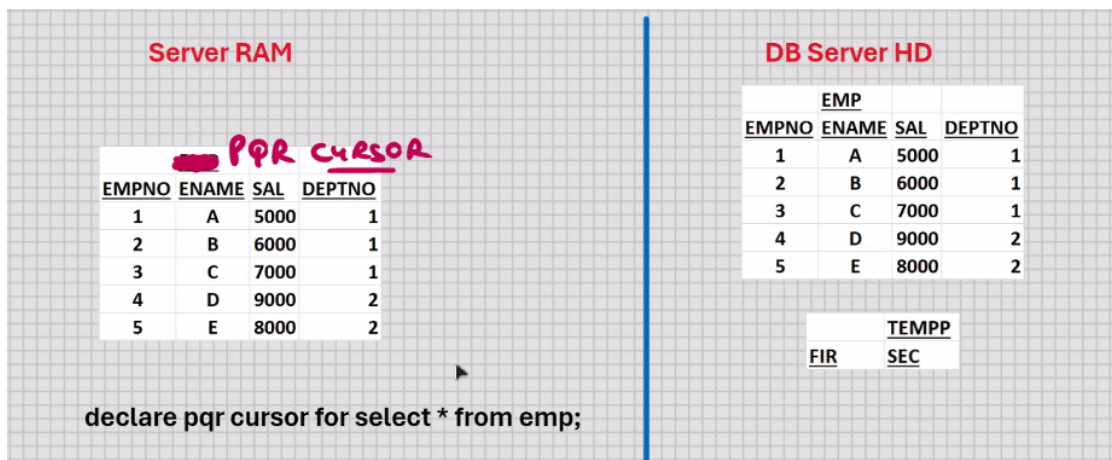 Server RAM
PQR CURSOR
EMPNO ENAME SAL DEPTNO
1 A 5000 1
2 B 6000 1
3 C 7000 1
4 D 9000 2
5 E 8000 2
declare pqr cursor for select * from emp;
DB Server HD
EMP
EMPNO ENAME SAL DEPTNO
1 A 5000 1
2 B 6000 1
3 C 7000 1
4 D 9000 2
5 E 8000 2
TEMPP
FIR SEC